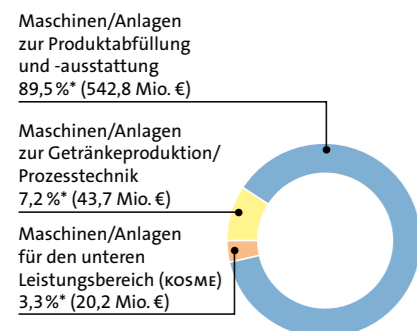 Maschinen/Anlagen
zur Produktabfüllung
und -ausstattung
89,5 %* (542,8 Mio. €)
Maschinen/Anlagen
zur Getränkeproduktion/
Prozesstechnik
7,2 %* (43,7 Mio. €)
Maschinen/Anlagen
für den unteren
Leistungsbereich (KOSME)
3,3 %* (20,2 Mio. €)